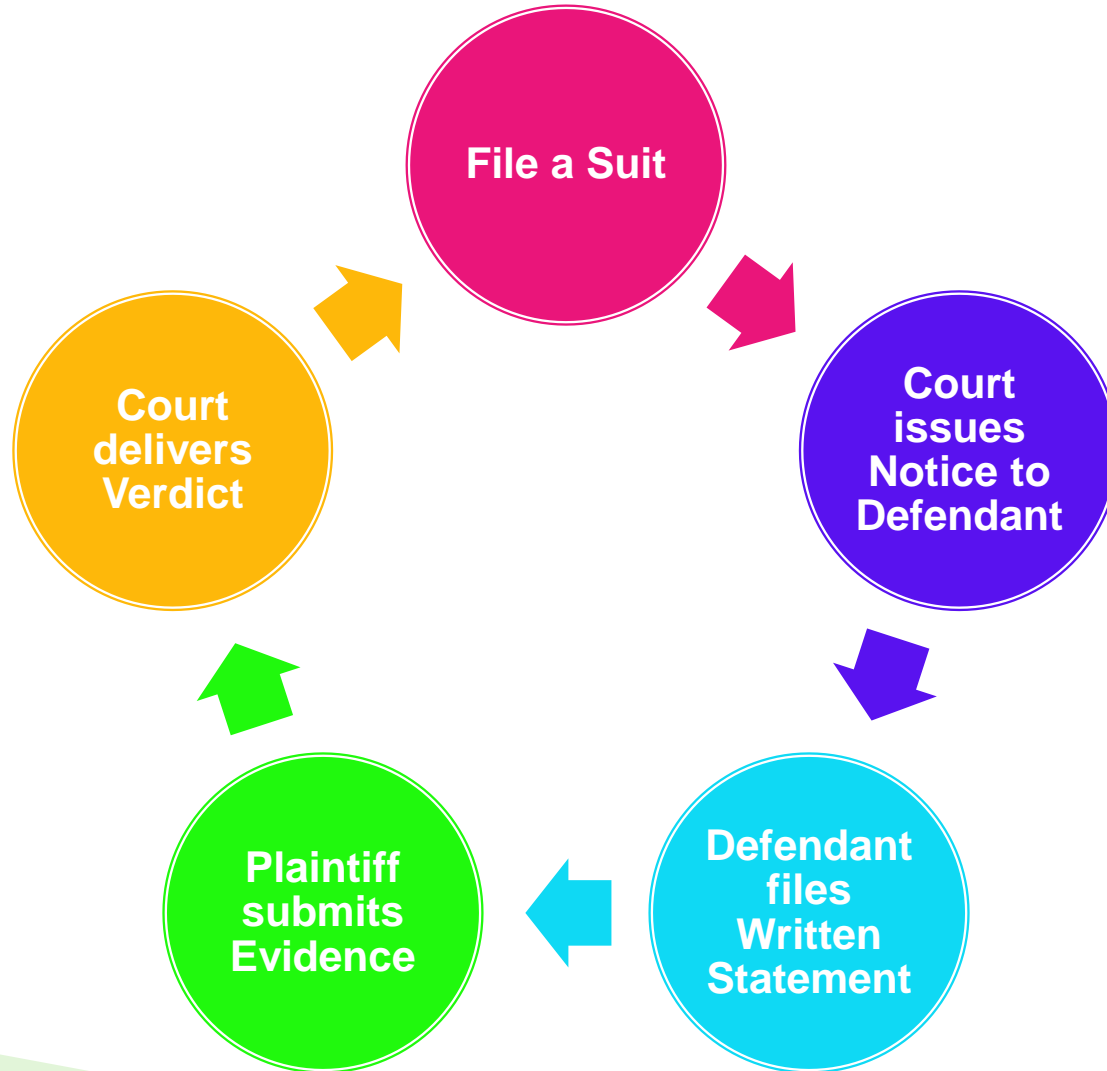 File a Suit
Court
issues
Notice to
Defendant
Defendant
files
Written
Statement
Plaintiff
submits
Evidence
Court
delivers
Verdict